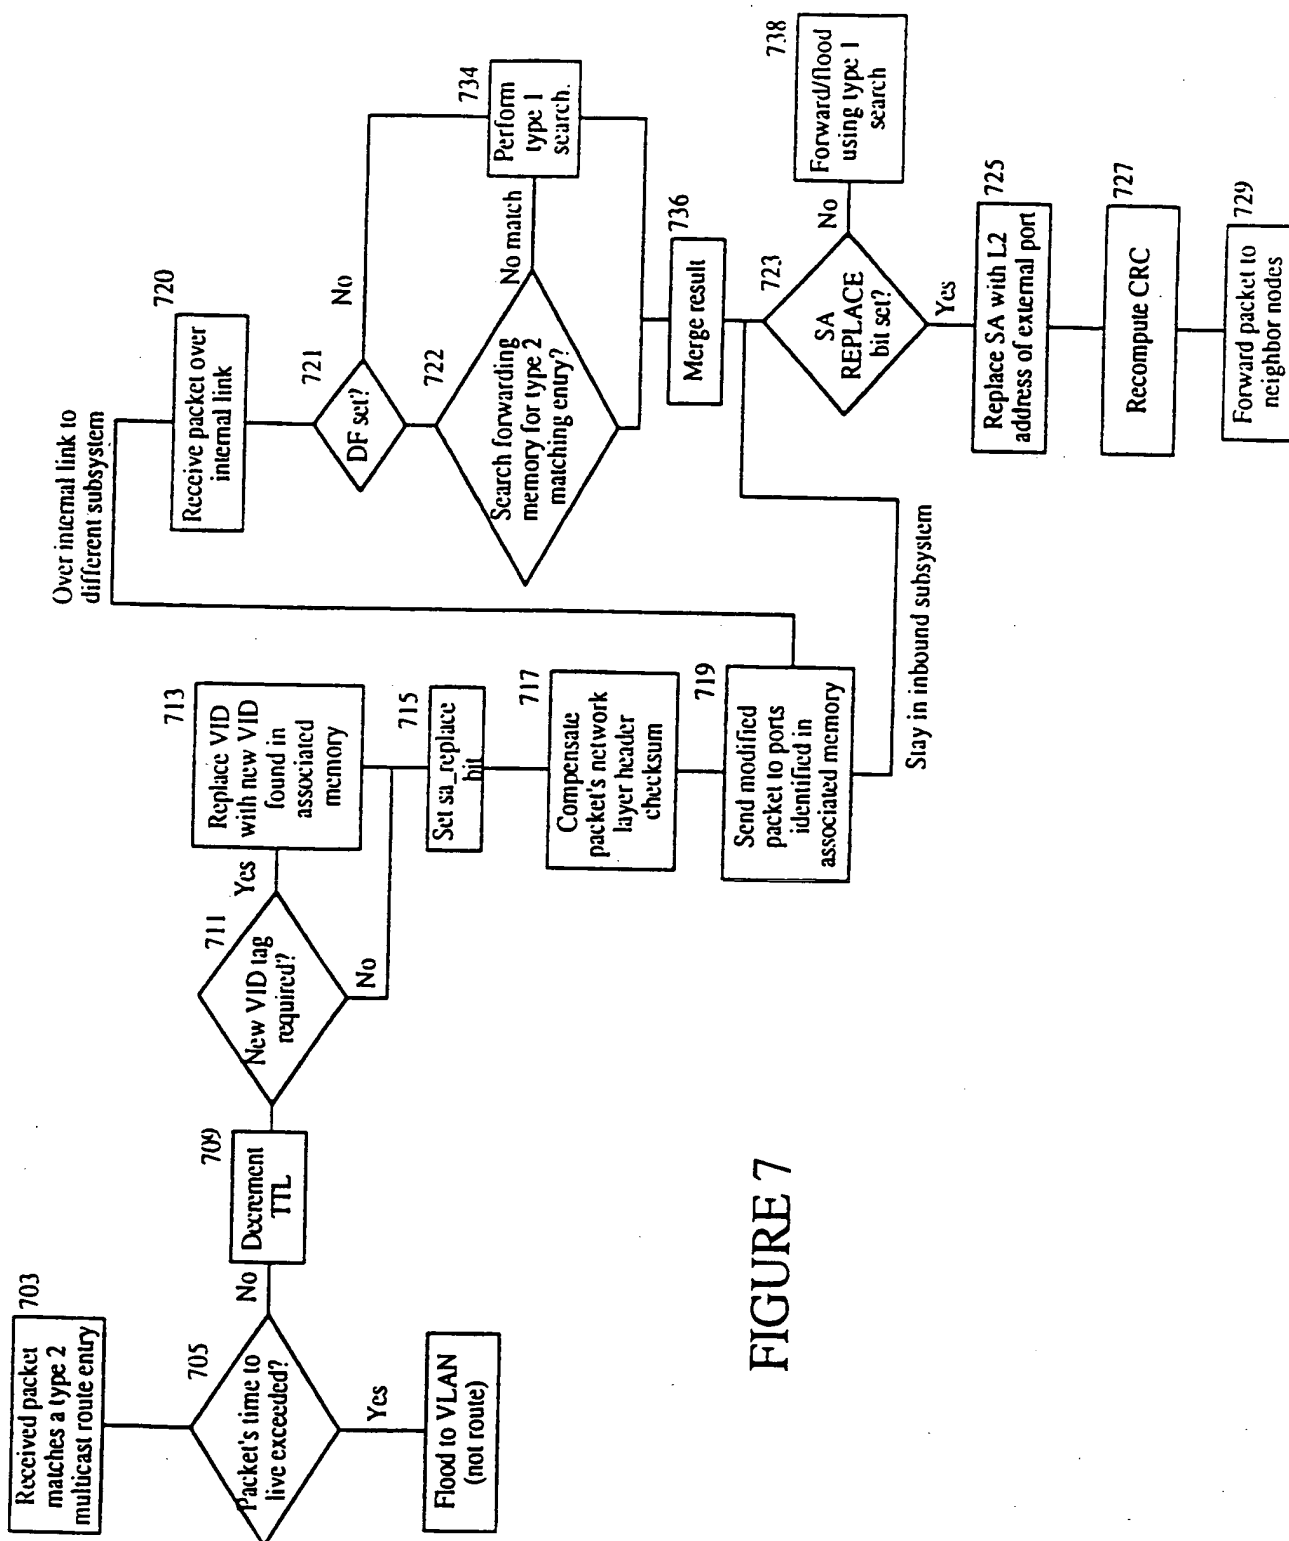 703
Received packet
matches a type 2
multicast route entry
705
Packet's time to
live exceeded?
Yes
Flood to VLAN
(not route)
No
709
Decrement
TTL
711
New VID tag
required?
Yes
No
713
Replace VID
with new VID
found in
associated
memory
715
Set sa_replace
bit
717
Compensate
packet's network
layer header
checksum
719
Send modified
packet to ports
identified in
associated memory
Over internal link to
different subsystem
Stay in inbound subsystem
720
Receive packet over
internal link
721
DF set?
No
722
Search forwarding
memory for type 2
matching entry?
No match
734
Perform
type 1
search.
736
Merge result
723
SA
REPLACE
bit set?
No
738
Forward/flood
using type 1
search
Yes
725
Replace SA with L2
address of external port
727
Recompute CRC
729
Forward packet to
neighbor nodes
FIGURE 7